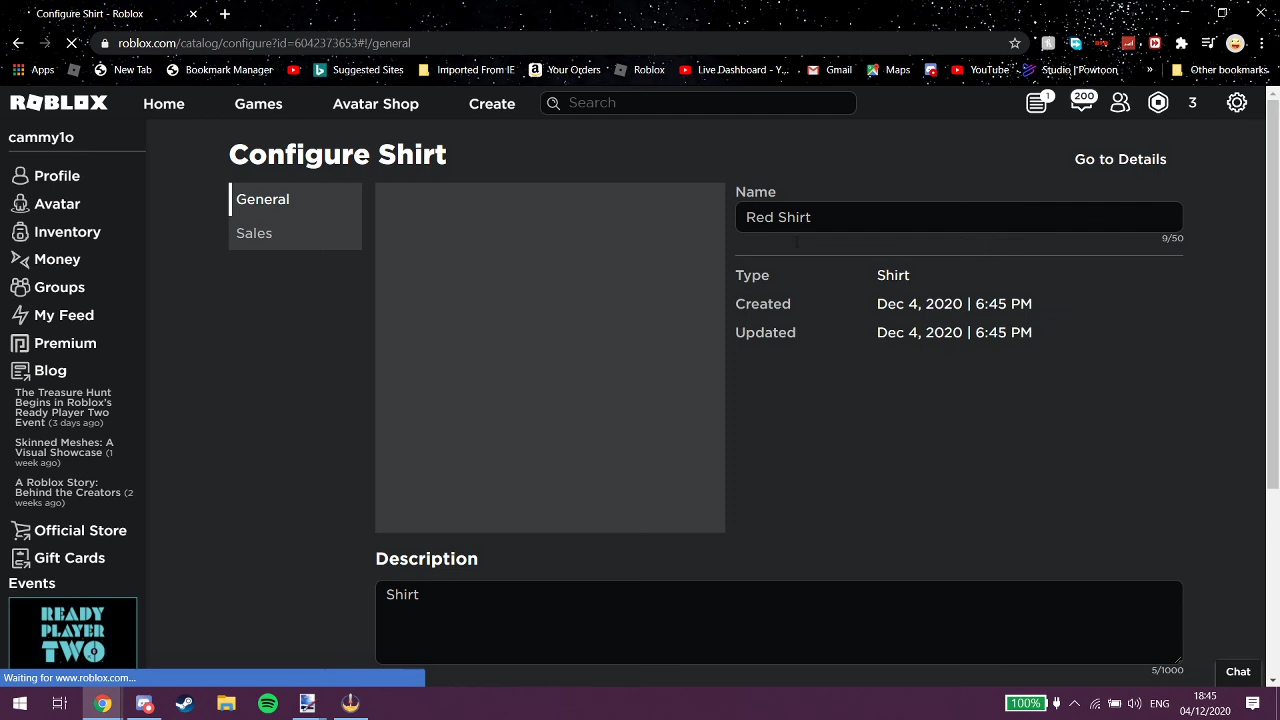 Configure Shirt - Roblox
roblox.com/catalog/configure?id=6042373653#!/general
Apps
New Tab
Bookmark Manager
Suggested Sites
Imported From IE
Your Orders
Roblox
Live Dashboard - Y...
Gmail
Maps
YouTube
Studio | Powtoon
»
Other bookmarks
ROBLOX
Home
Games
Avatar Shop
Create
Search
1
200
3
cammy1o
Profile
Avatar
Inventory
Money
Groups
My Feed
Premium
Blog
The Treasure Hunt
Begins in Roblox's
Ready Player Two
Event (3 days ago)
Skinned Meshes: A
Visual Showcase (1
week ago)
A Roblox Story:
Behind the Creators (2
weeks ago)
Official Store
Gift Cards
Events
READY
PLAYER
TWO
Configure Shirt
Go to Details
General
Sales
Name
Red Shirt
9/50
Type Shirt
Created Dec 4, 2020 | 6:45 PM
Updated Dec 4, 2020 | 6:45 PM
Description
Shirt
5/1000
Chat
Waiting for www.roblox.com...
100%
ENG
18:45
04/12/2020